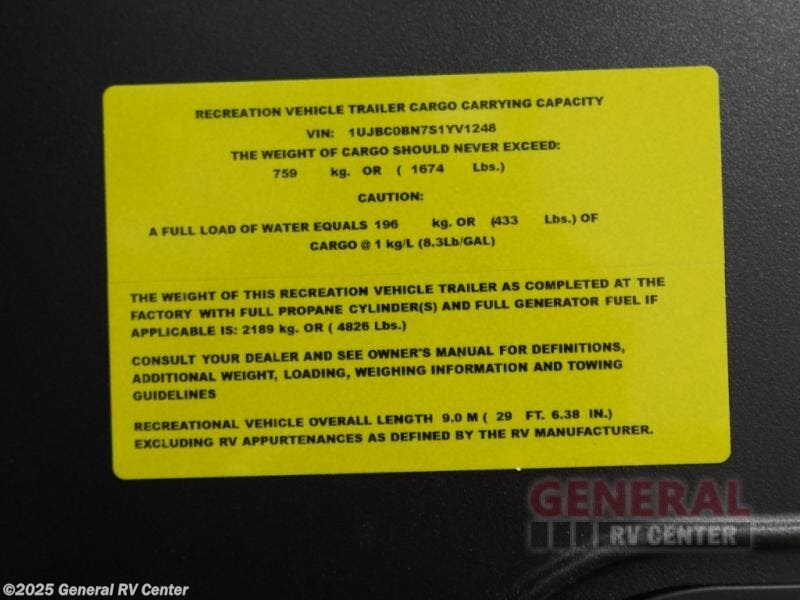 RECREATION VEHICLE TRAILER CARGO CARRYING CAPACITY
VIN: 1UJBC0BN7S1YV1248
THE WEIGHT OF CARGO SHOULD NEVER EXCEED:
759 kg. OR ( 1674 Lbs.)
CAUTION:
A FULL LOAD OF WATER EQUALS 196 kg. OR (433 Lbs.) OF
CARGO @ 1 kg/L (8.3Lb/GAL)
THE WEIGHT OF THIS RECREATION VEHICLE TRAILER AS COMPLETED AT THE
FACTORY WITH FULL PROPANE CYLINDER(S) AND FULL GENERATOR FUEL IF
APPLICABLE IS: 2189 kg. OR ( 4826 Lbs.)
CONSULT YOUR DEALER AND SEE OWNER'S MANUAL FOR DEFINITIONS,
ADDITIONAL WEIGHT, LOADING, WEIGHING INFORMATION AND TOWING
GUIDELINES
RECREATIONAL VEHICLE OVERALL LENGTH 9.0 M ( 29 FT. 6.38 IN.)
EXCLUDING RV APPURTENANCES AS DEFINED BY THE RV MANUFACTURER.
GENERAL
RV CENTER
©2025 General RV Center